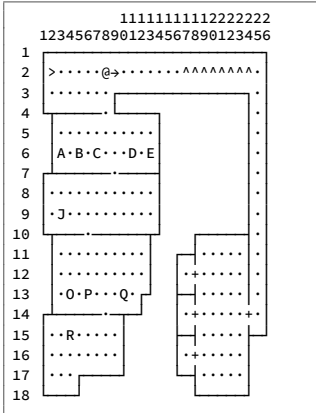 11111111112222222
12345678901234567890123456
1
2 >·····@→·······^^^^^^^^·
3 ······· ·
4 · ·
5 ··········· ·
6 A·B·C···D·E ·
7 · ·
8 ············ ·
9 ·J·········· ·
10 · ·
11 ·········· ····· ·
12 ·········· ·+····· ·
13 ·O·P···Q· ····· ·
14 · ·+·····+·
15 ··R····· ·····
16 ········ ·+·····
17 ··· ·····
18